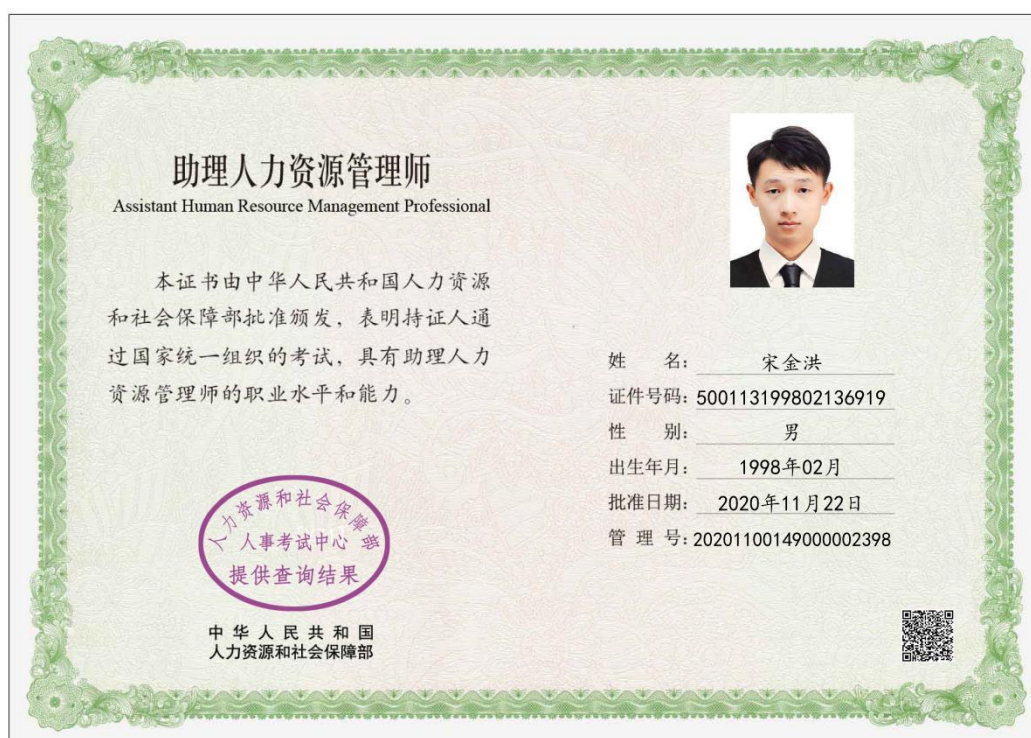 助理人力资源管理师
Assistant Human Resource Management Professional
本证书由中华人民共和国人力资源
和社会保障部批准颁发，表明持证人通
过国家统一组织的考试，具有助理人力
资源管理师的职业水平和能力。
人力资源和社会保障部
人事考试中心
提供查询结果
中华人民共和国
人力资源和社会保障部
姓 名：宋金洪
证件号码：500113199802136919
性 别：男
出生年月：1998年02月
批准日期：2020年11月22日
管 理 号：20201100149000002398